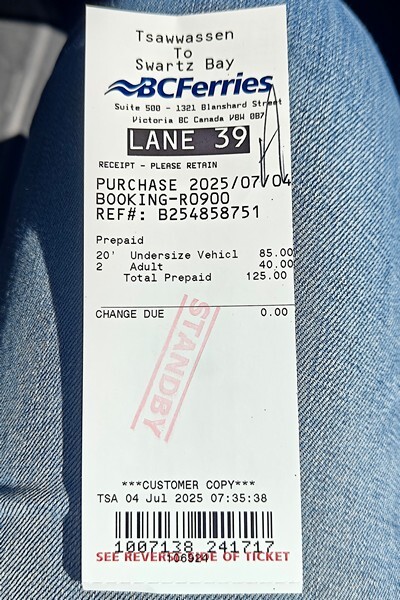 Tsawwassen
To
Swartz Bay
BCFerries
Suite 500 - 1321 Blanshard Street
Victoria BC Canada V8W 0B7
LANE 39
RECEIPT - PLEASE RETAIN
PURCHASE 2025/07/04
BOOKING-R0900
REF#: B254858751
Prepaid
20' Undersize Vehicl 85.00
2 Adult 40.00
Total Prepaid 125.00
CHANGE DUE 0.00
STANDBY
***CUSTOMER COPY***
TSA 04 Jul 2025 07:35:38
1007138 241717
SEE REVERSE SIDE OF TICKET